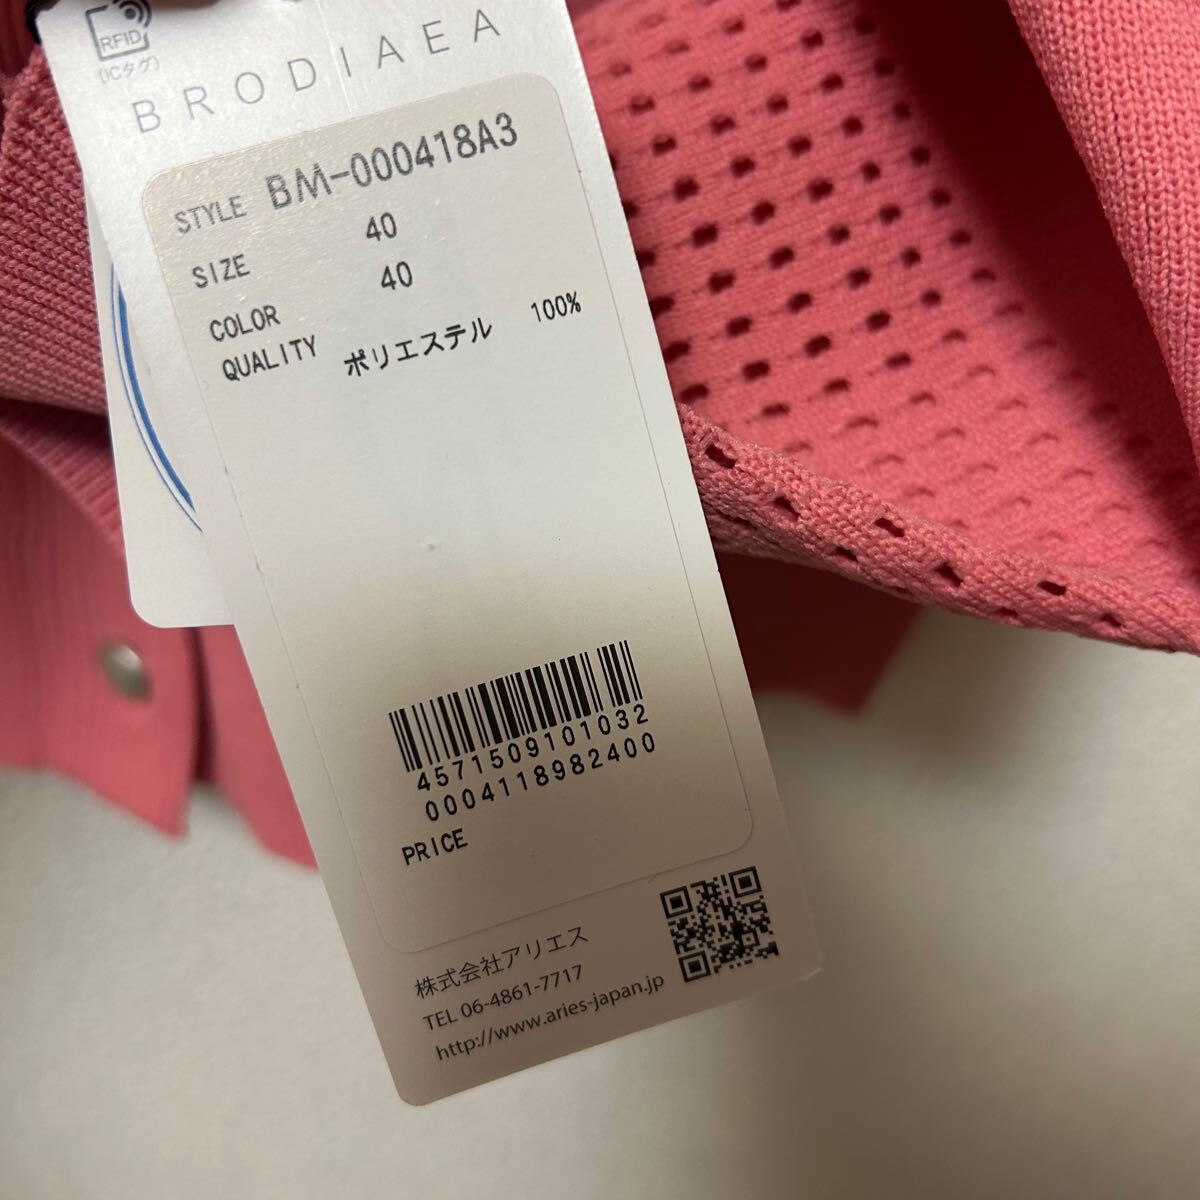 RFID
(ICタグ)
BRODIAEA
STYLE BM-000418A3
SIZE 40
COLOR 40
QUALITY ポリエステル 100%
4571509101032
0004118982400
PRICE
株式会社アリエス
TEL 06-4861-7717
http://www.aries-japan.jp